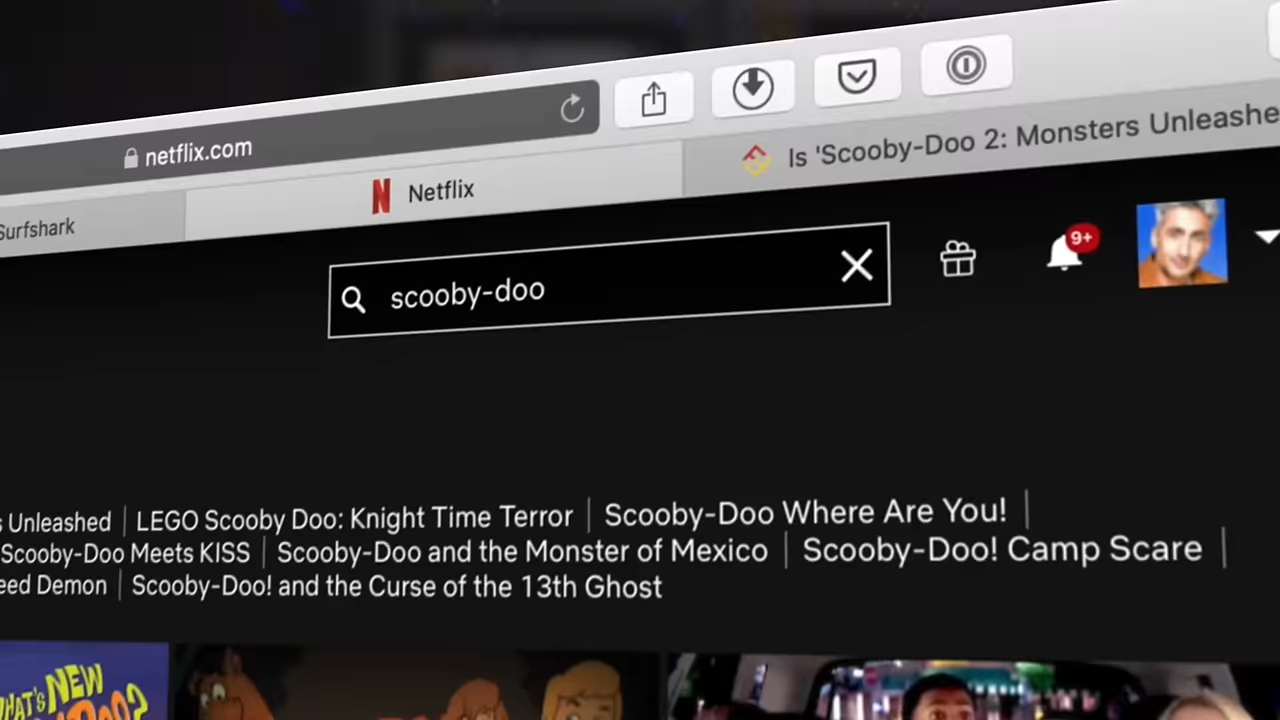 netflix.com
Surfshark
Netflix
Is 'Scooby-Doo 2: Monsters Unleashe
9+
scooby-doo
s Unleashed | LEGO Scooby Doo: Knight Time Terror | Scooby-Doo Where Are You! |
Scooby-Doo Meets KISS | Scooby-Doo and the Monster of Mexico | Scooby-Doo! Camp Scare |
eed Demon | Scooby-Doo! and the Curse of the 13th Ghost
WHAT'S NEW